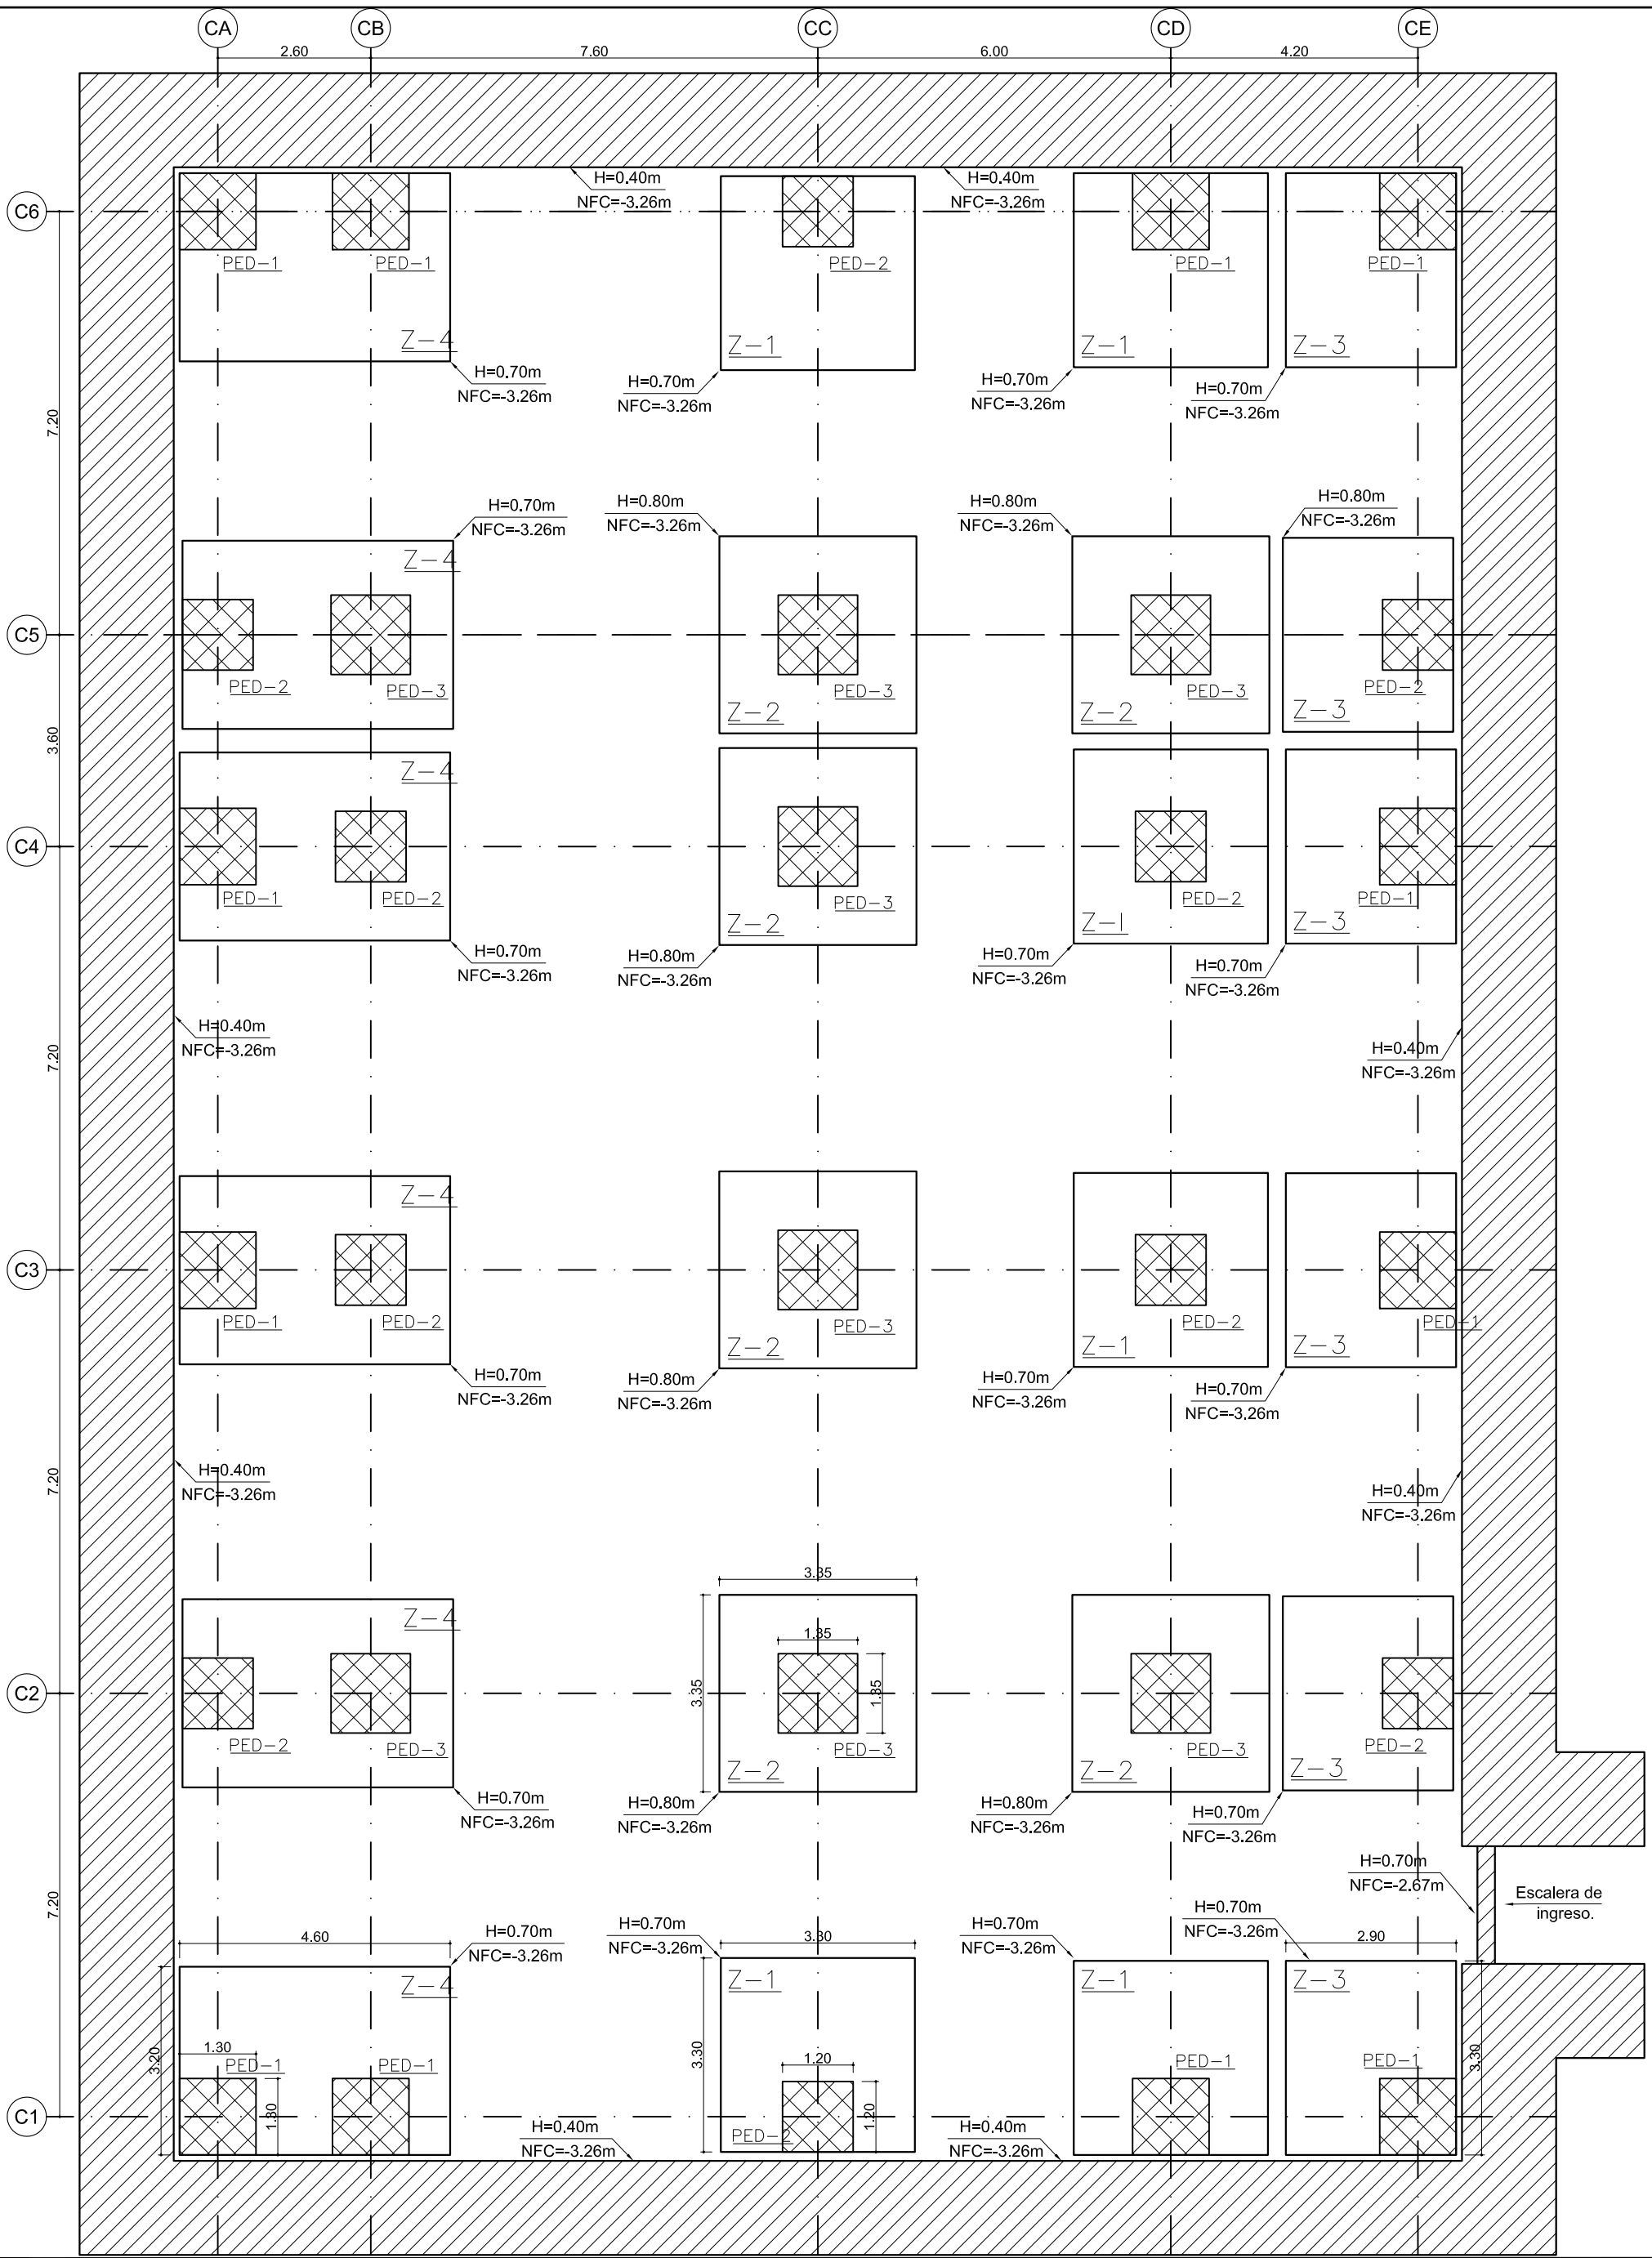 CA CB CC CD CE
2.60 7.60 6.00 4.20
H=0.40m H=0.40m
NFC=-3.26m NFC=-3.26m
C6
PED-1 PED-1 PED-2 PED-1 PED-1
Z-4 Z-1 Z-1 Z-3
H=0.70m H=0.70m H=0.70m H=0.70m
NFC=-3.26m NFC=-3.26m NFC=-3.26m NFC=-3.26m
7.20
H=0.70m H=0.80m H=0.80m H=0.80m
NFC=-3.26m NFC=-3.26m NFC=-3.26m NFC=-3.26m
Z-4
C5
PED-2 PED-3 PED-3 PED-3 PED-2
Z-2 Z-2 Z-3
3.60
Z-4
C4
PED-1 PED-2 PED-3 PED-2 PED-1
Z-2 Z-1 Z-3
H=0.70m H=0.80m H=0.70m H=0.70m
NFC=-3.26m NFC=-3.26m NFC=-3.26m NFC=-3.26m
H=0.40m H=0.40m
NFC=-3.26m NFC=-3.26m
7.20
Z-4
C3
PED-1 PED-2 PED-3 PED-2 PED-1
Z-2 Z-1 Z-3
H=0.70m H=0.80m H=0.70m H=0.70m
NFC=-3.26m NFC=-3.26m NFC=-3.26m NFC=-3.26m
H=0.40m H=0.40m
NFC=-3.26m NFC=-3.26m
7.20
3.35
Z-4
1.35
3.35 1.35
C2
PED-2 PED-3 PED-3 PED-3 PED-2
Z-2 Z-2 Z-3
H=0.70m H=0.80m H=0.80m H=0.70m
NFC=-3.26m NFC=-3.26m NFC=-3.26m NFC=-3.26m
H=0.70m
NFC=-2.67m
Escalera de
ingreso.
7.20
H=0.70m H=0.70m H=0.70m H=0.70m
NFC=-3.26m NFC=-3.26m NFC=-3.26m NFC=-3.26m
4.60 3.30 2.90
Z-4 Z-1 Z-1 Z-3
3.20 1.30 3.30 1.20 3.30
PED-1 PED-1 PED-1 PED-1
1.30 1.20
C1
PED-2
H=0.40m H=0.40m
NFC=-3.26m NFC=-3.26m